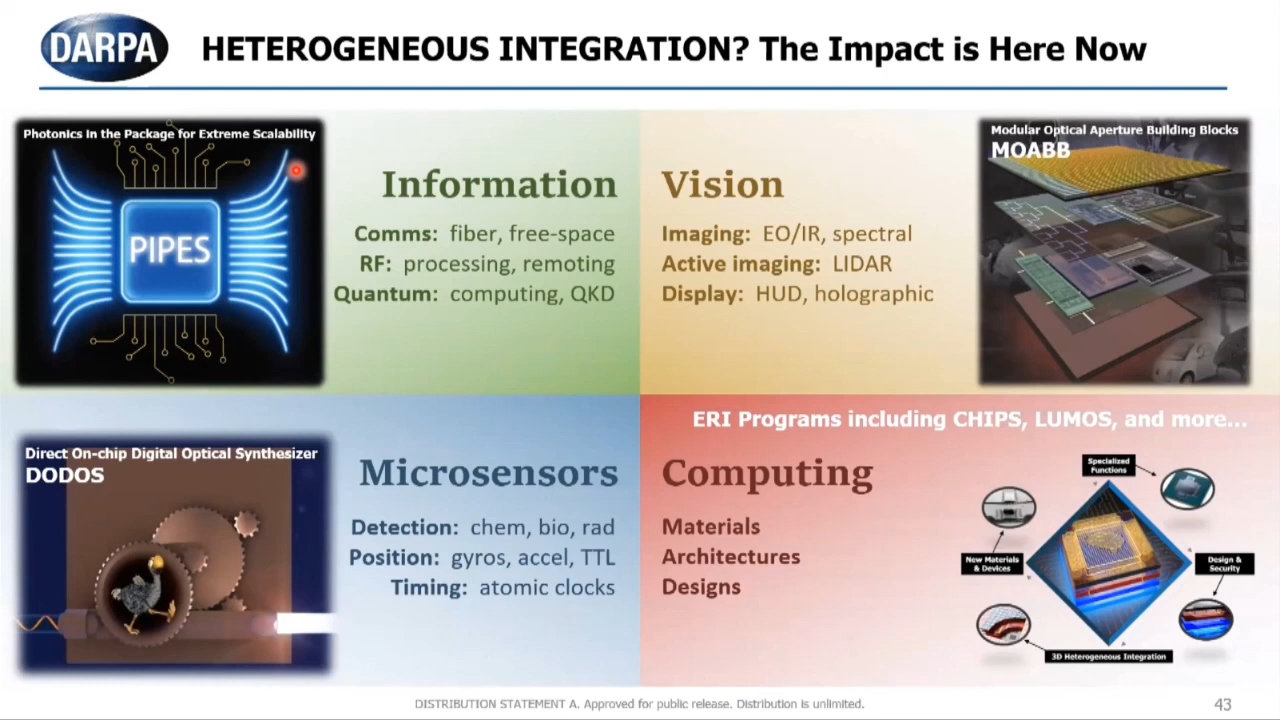 DARPA
HETEROGENEOUS INTEGRATION? The Impact is Here Now
Photonics in the Package for Extreme Scalability
PIPES
Information
Comms: fiber, free-space
RF: processing, remoting
Quantum: computing, QKD
Vision
Imaging: EO/IR, spectral
Active imaging: LIDAR
Display: HUD, holographic
Modular Optical Aperture Building Blocks
MOABB
Direct On-chip Digital Optical Synthesizer
DODOS
Microsensors
Detection: chem, bio, rad
Position: gyros, accel, TTL
Timing: atomic clocks
ERI Programs including CHIPS, LUMOS, and more...
Computing
Materials
Architectures
Designs
Specialized
Functions
New Materials
& Devices
Design &
Security
3D Heterogeneous Integration
DISTRIBUTION STATEMENT A. Approved for public release. Distribution is unlimited.
43